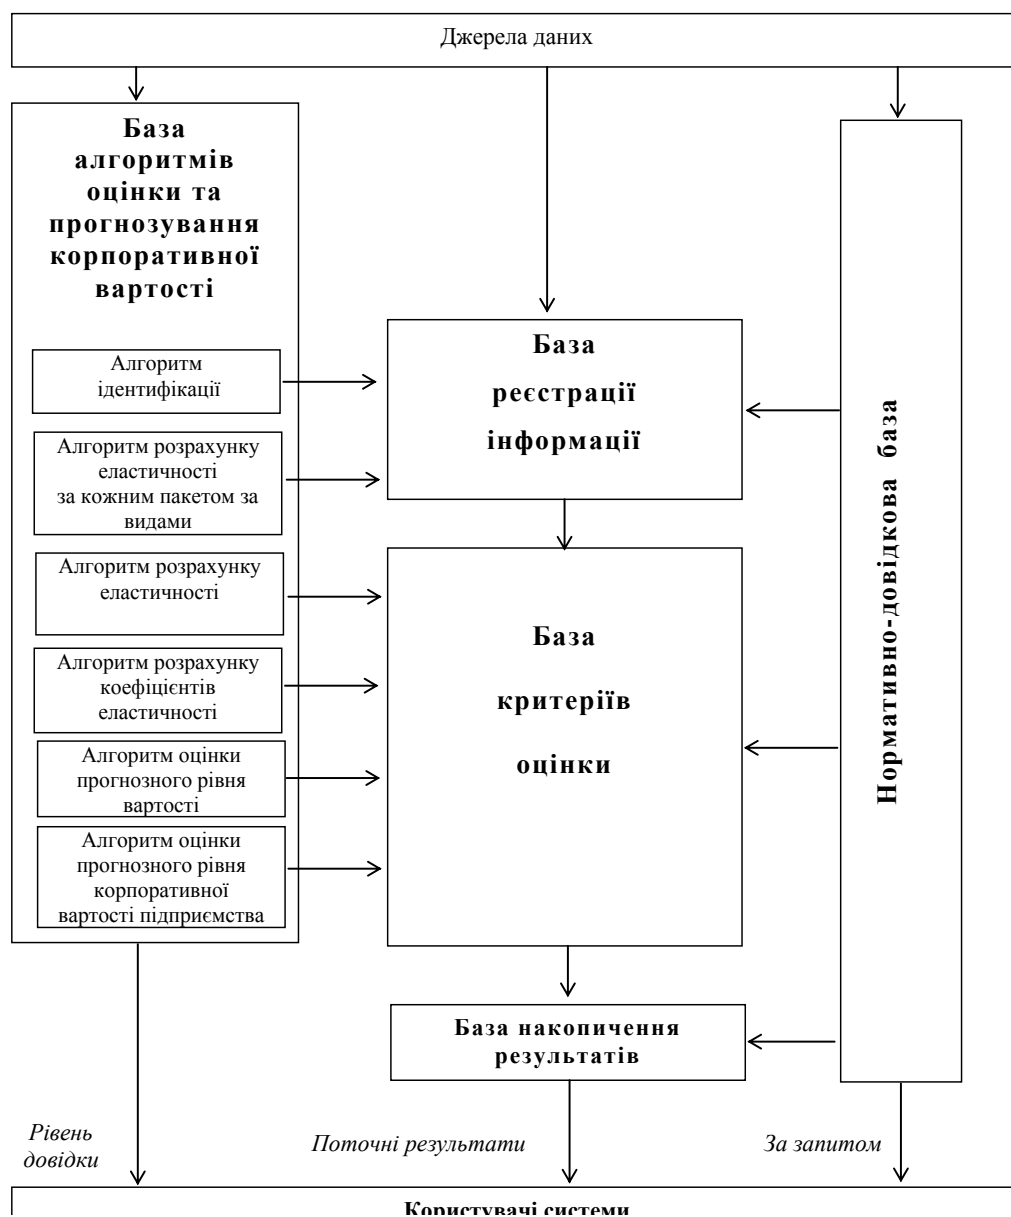 Джерела даних
База
алгоритмів
оцінки та
прогнозування
корпоративної
вартості
Алгоритм
ідентифікації
Алгоритм розрахунку
еластичності
за кожним пакетом за
видами
Алгоритм розрахунку
еластичності
Алгоритм розрахунку
коефіцієнтів
еластичності
Алгоритм оцінки
прогнозного рівня
вартості
Алгоритм оцінки
прогнозного рівня
корпоративної
вартості підприємства
База
реєстрації
інформації
База
критеріїв
оцінки
База накопичення
результатів
Нормативно-довідкова база
Рівень
довідки
Поточні результати
За запитом
Користувачі системи